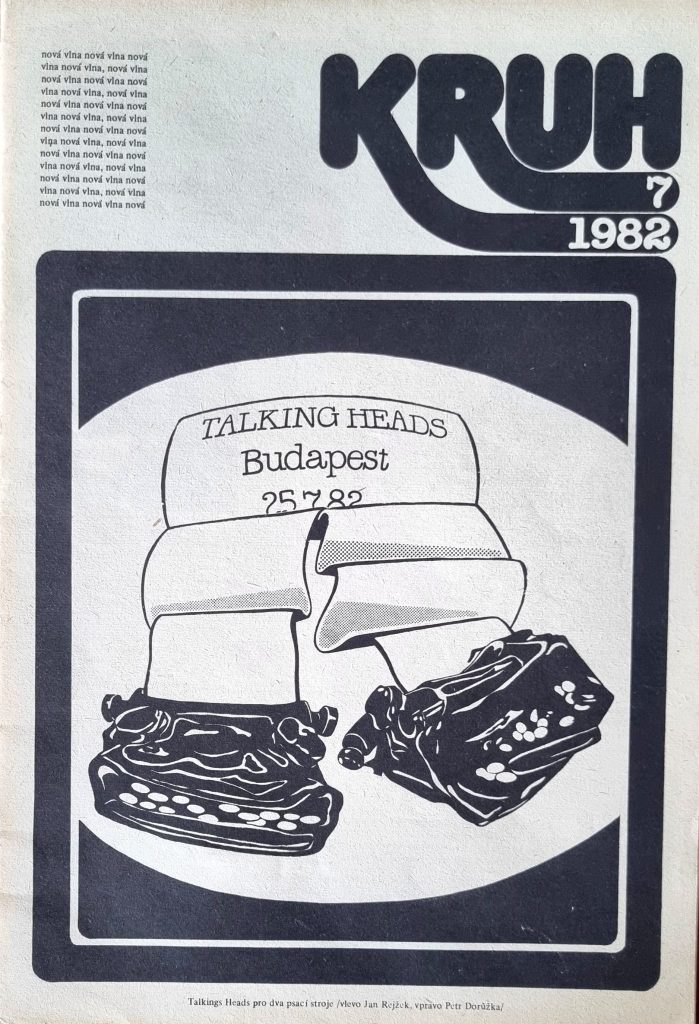 nová vlna nová vlna nová
vlna nová vlna, nová vlna
nová vlna nová vlna nová
vlna nová vlna, nová vlna
nová vlna nová vlna nová
vlna nová vlna, nová vlna
nová vlna nová vlna nová
vlna nová vlna, nová vlna
nová vlna nová vlna nová
vlna nová vlna, nová vlna
nová vlna nová vlna nová
vlna nová vlna, nová vlna
nová vlna nová vlna nová
KRUH
7
1982
TALKING HEADS
Budapest
25 7 82
Talkings Heads pro dva psací stroje /vlevo Jan Rejžek, vpravo Petr Dorůžka/